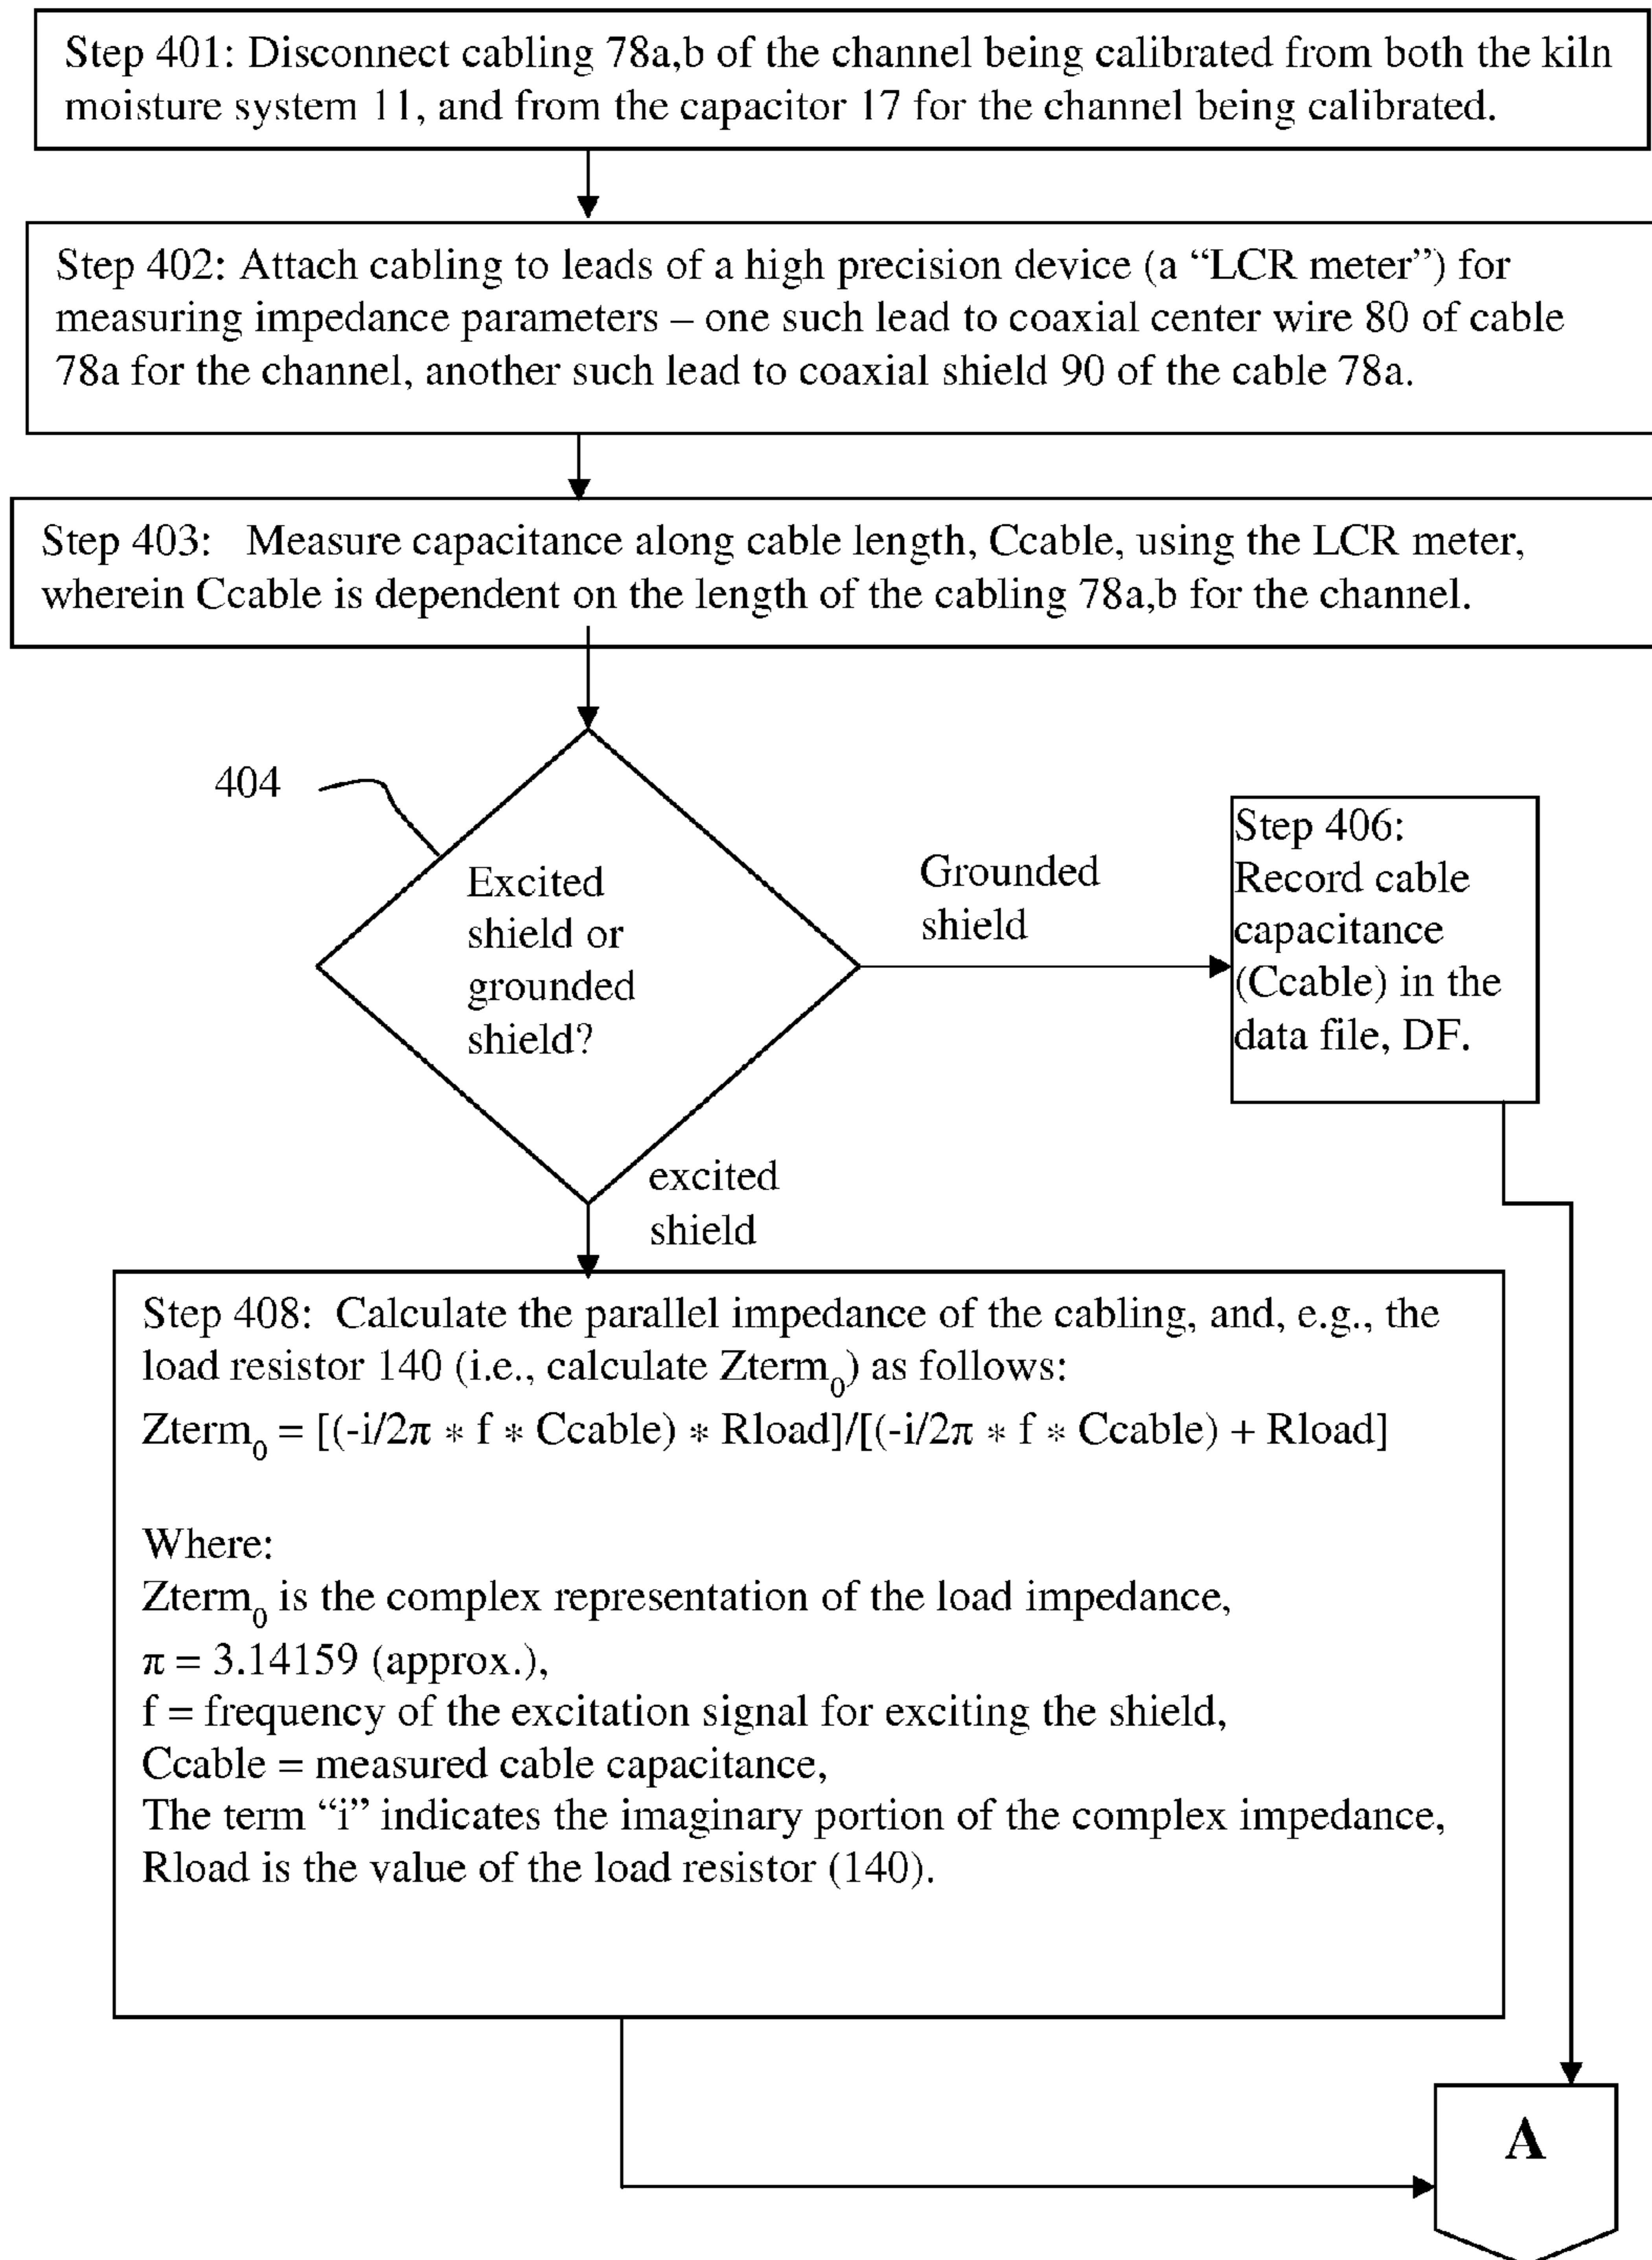 Step 401: Disconnect cabling 78a,b of the channel being calibrated from both the kiln
moisture system 11, and from the capacitor 17 for the channel being calibrated.
Step 402: Attach cabling to leads of a high precision device (a “LCR meter”) for
measuring impedance parameters – one such lead to coaxial center wire 80 of cable
78a for the channel, another such lead to coaxial shield 90 of the cable 78a.
Step 403: Measure capacitance along cable length, Ccable, using the LCR meter,
wherein Ccable is dependent on the length of the cabling 78a,b for the channel.
404
Excited
shield or
grounded
shield?
Grounded
shield
Step 406:
Record cable
capacitance
(Ccable) in the
data file, DF.
excited
shield
Step 408: Calculate the parallel impedance of the cabling, and, e.g., the
load resistor 140 (i.e., calculate Zterm₀) as follows:
Zterm₀ = [(-i/2π * f * Ccable) * Rload]/[(-i/2π * f * Ccable) + Rload]
Where:
Zterm₀ is the complex representation of the load impedance,
π = 3.14159 (approx.),
f = frequency of the excitation signal for exciting the shield,
Ccable = measured cable capacitance,
The term “i” indicates the imaginary portion of the complex impedance,
Rload is the value of the load resistor (140).
A